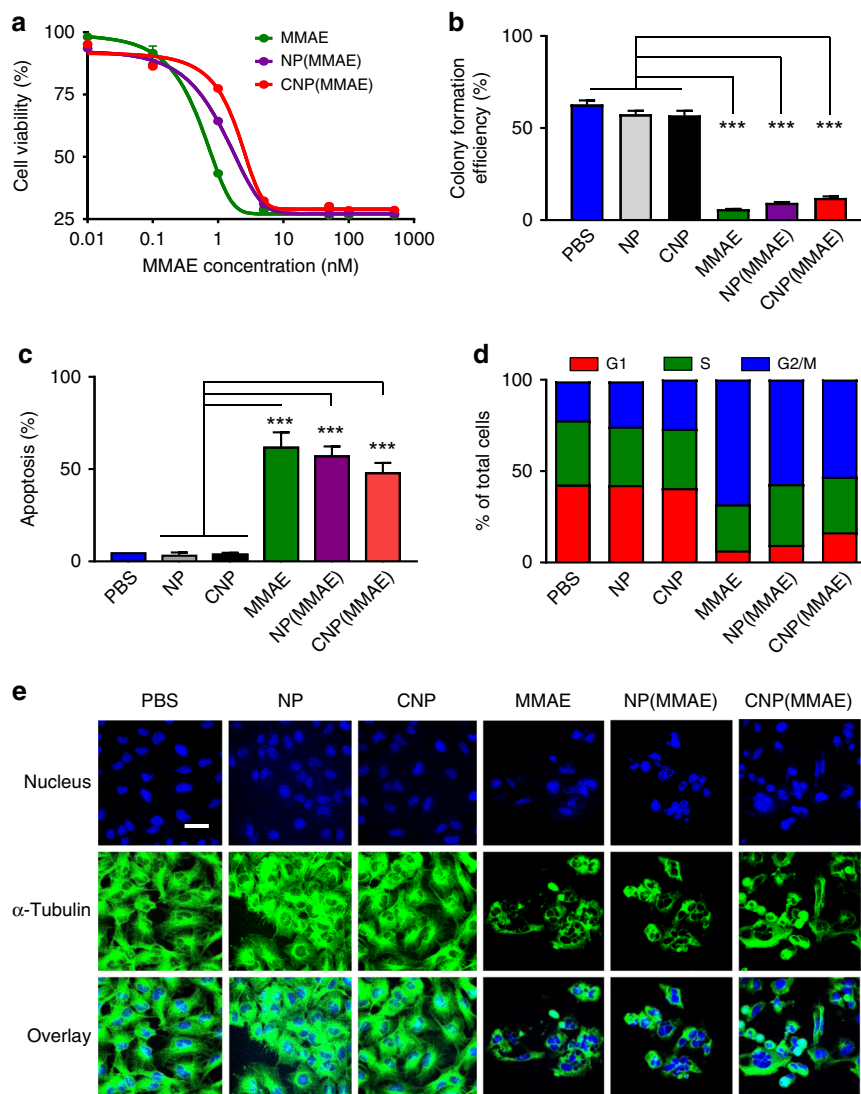 a
100
75
50
25
Cell viability (%)
0.01 0.1 1 10 100 1000
MMAE concentration (nM)
MMAE
NP(MMAE)
CNP(MMAE)
b
100
50
0
Colony formation
efficiency (%)
*** *** ***
PBS NP CNP MMAE NP(MMAE) CNP(MMAE)
c
100
50
0
Apoptosis (%)
*** *** ***
PBS NP CNP MMAE NP(MMAE) CNP(MMAE)
d
G1 S G2/M
100
50
0
% of total cells
PBS NP CNP MMAE NP(MMAE) CNP(MMAE)
e
PBS NP CNP MMAE NP(MMAE) CNP(MMAE)
Nucleus
α-Tubulin
Overlay